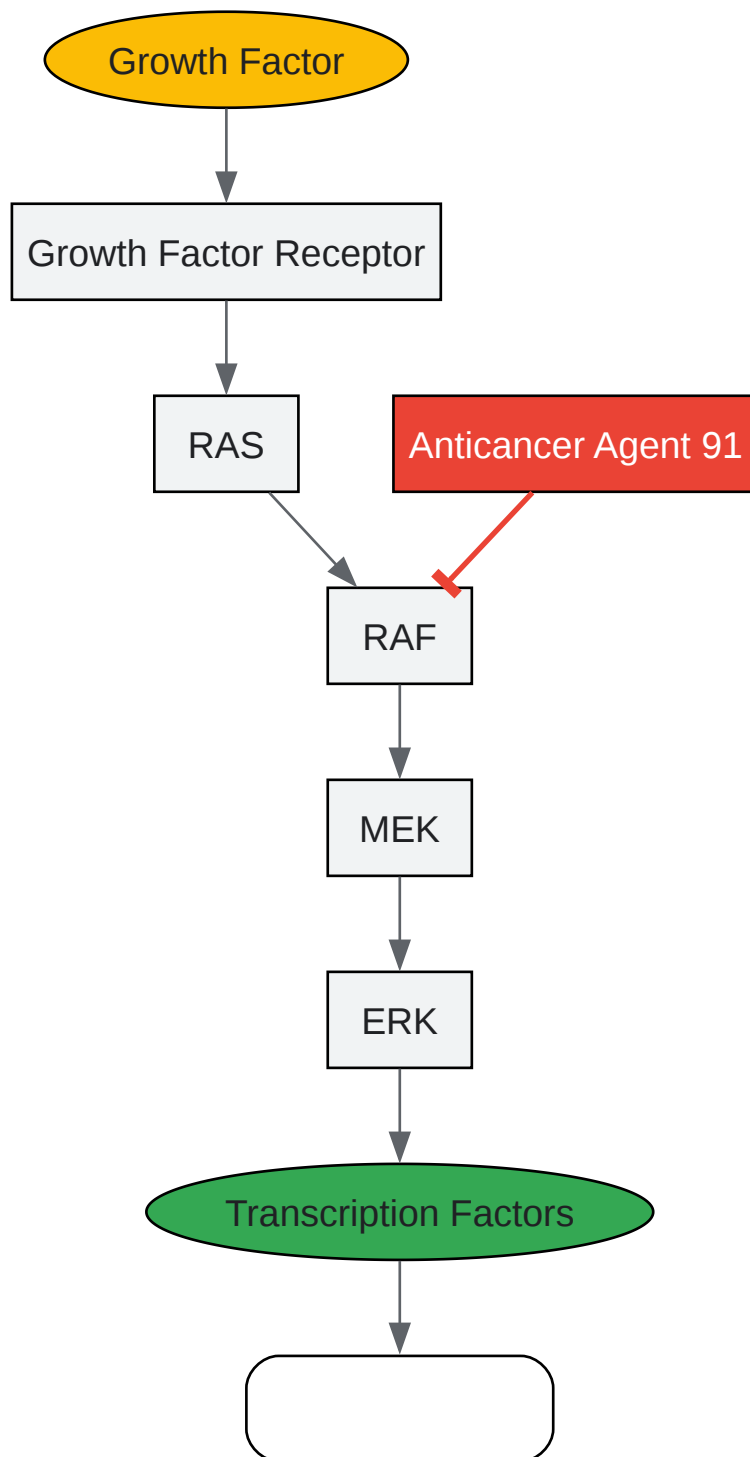 Growth Factor
Growth Factor Receptor
RAS
Anticancer Agent 91
RAF
MEK
ERK
Transcription Factors